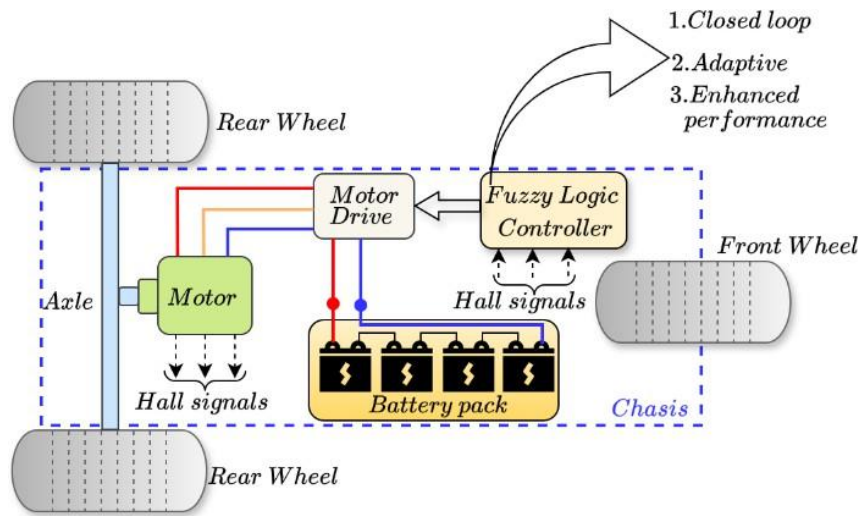 1.Closed loop
2.Adaptive
3.Enhanced
performance
Rear Wheel
Motor
Drive
Fuzzy Logic
Controller
Front Wheel
Axle
Motor
Hall signals
Hall signals
Battery pack
Chasis
Rear Wheel